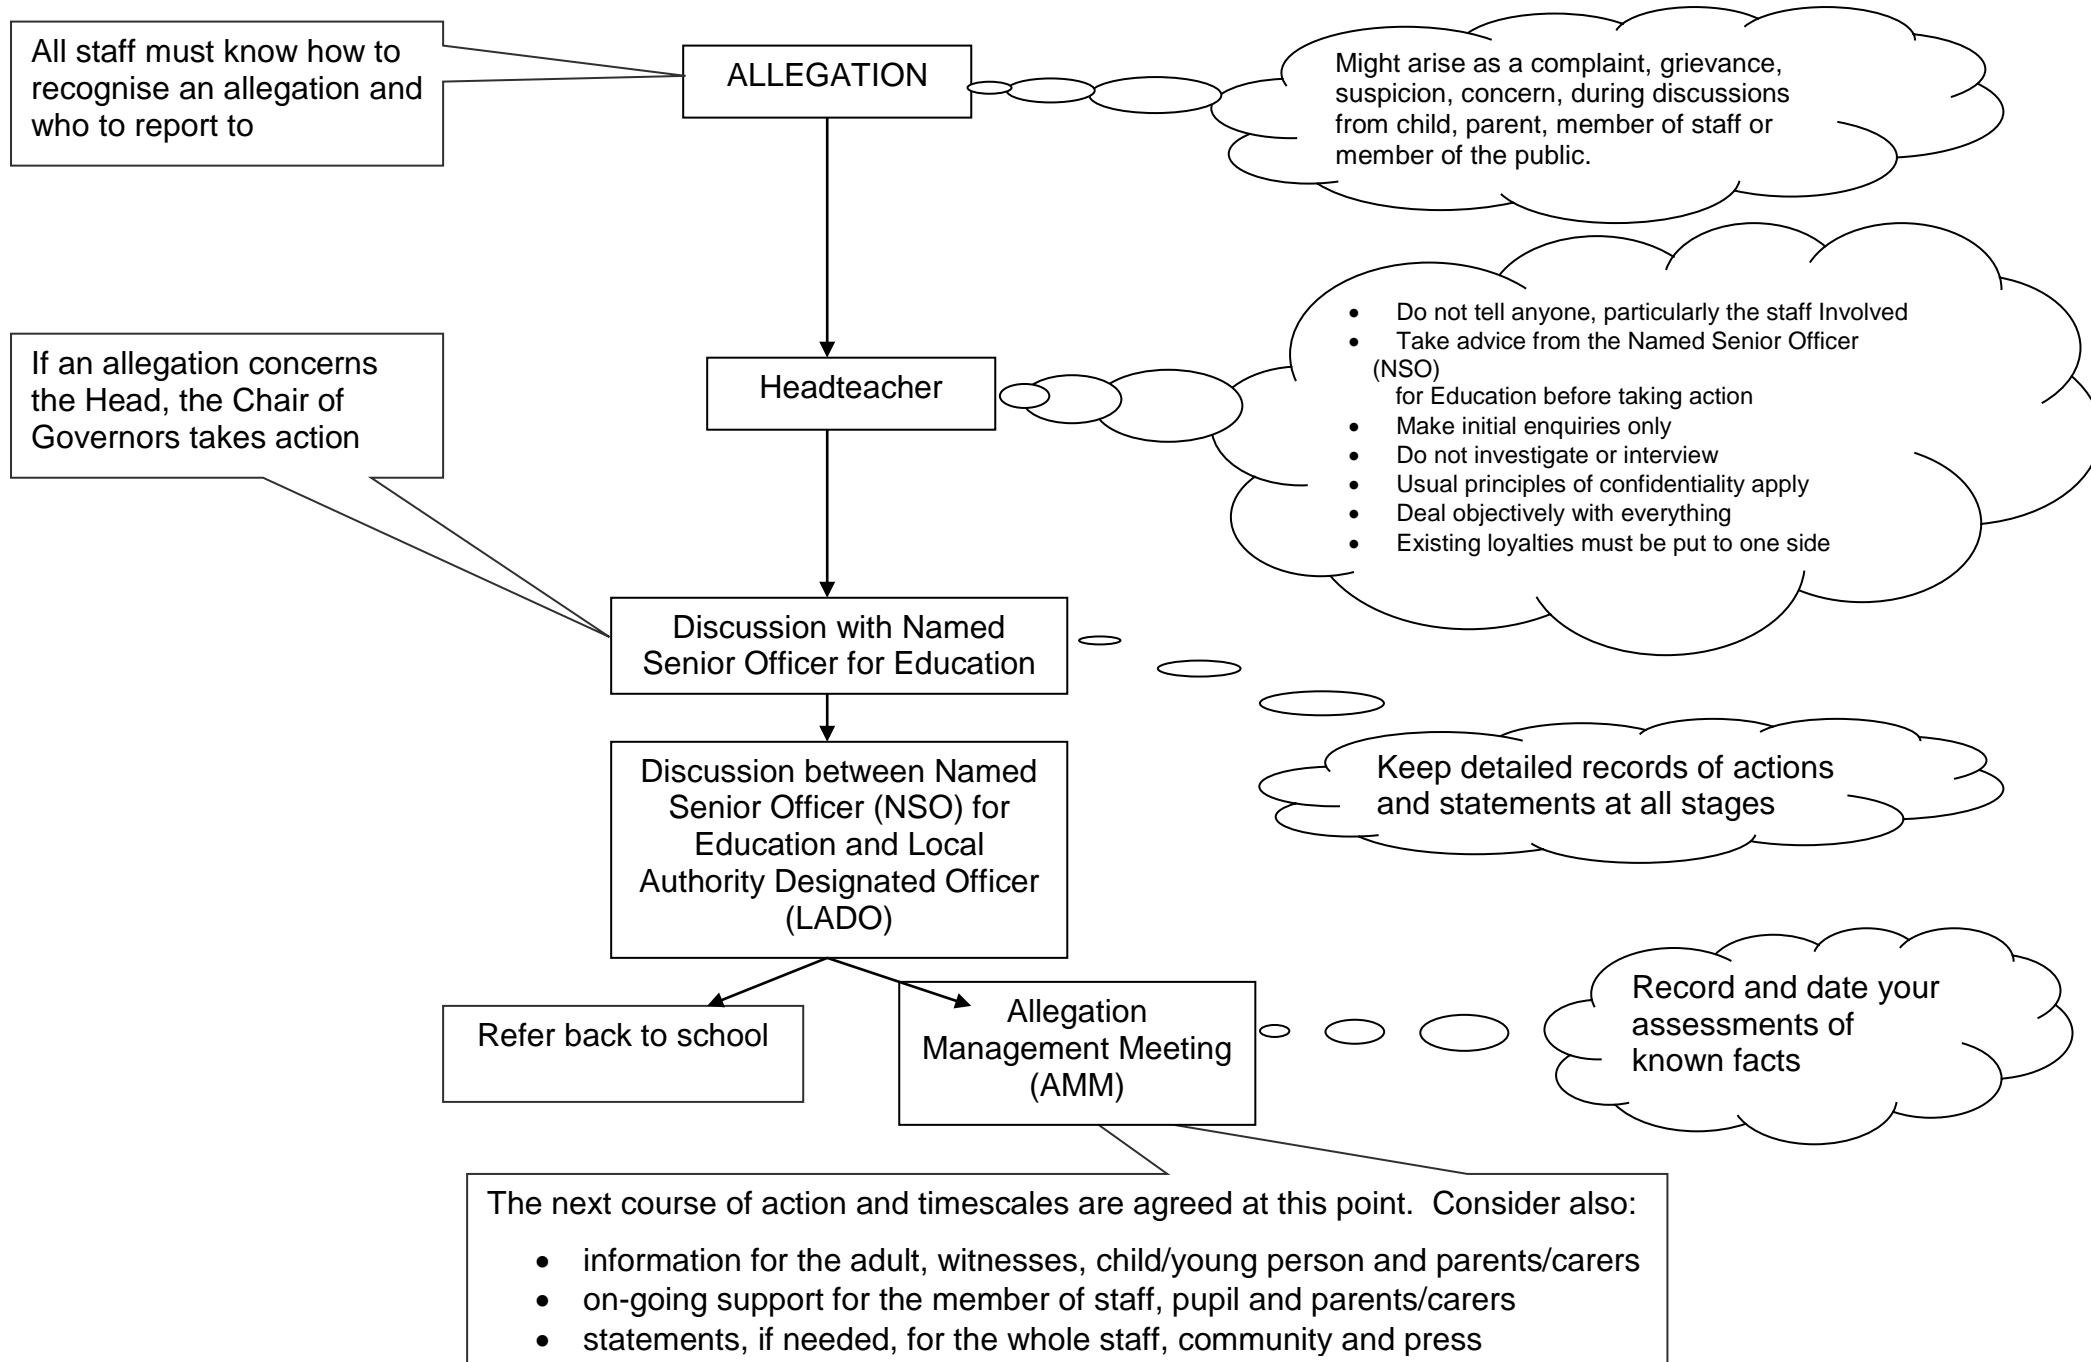 All staff must know how to
recognise an allegation and
who to report to
ALLEGATION
Might arise as a complaint, grievance,
suspicion, concern, during discussions
from child, parent, member of staff or
member of the public.
Headteacher
• Do not tell anyone, particularly the staff Involved
• Take advice from the Named Senior Officer
(NSO)
for Education before taking action
• Make initial enquiries only
• Do not investigate or interview
• Usual principles of confidentiality apply
• Deal objectively with everything
• Existing loyalties must be put to one side
If an allegation concerns
the Head, the Chair of
Governors takes action
Discussion with Named
Senior Officer for Education
Keep detailed records of actions
and statements at all stages
Discussion between Named
Senior Officer (NSO) for
Education and Local
Authority Designated Officer
(LADO)
Refer back to school
Allegation
Management Meeting
(AMM)
Record and date your
assessments of
known facts
The next course of action and timescales are agreed at this point.  Consider also:
• information for the adult, witnesses, child/young person and parents/carers
• on-going support for the member of staff, pupil and parents/carers
• statements, if needed, for the whole staff, community and press